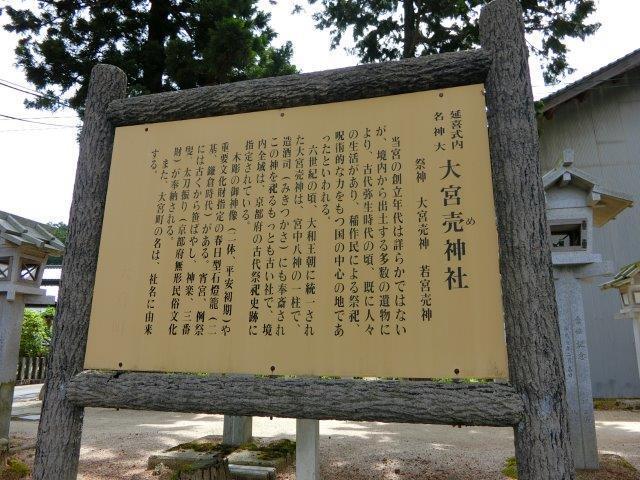 延喜式内
名神大
大宮売神社
め
祭神　大宮売神　若宮売神
当宮の創立年代は詳らかではない
が、境内から出土する多数の遺物に
より、古代弥生時代の頃、既に人々
の生活があり、稲作民による祭祀、
呪術的な力をもつ国の中心の地であ
ったといわれる。
六世紀の頃、大和王朝に統一され
た大宮売神は、宮中八神の一柱で、
造酒司（みきつかさ）にも奉斎され
この神を祀るもっとも古い社で、境
内全域は、京都府の古代祭祀史跡に
指定されている。
木彫の御神像（二体、平安初期）や
重要文化財指定の春日型石燈籠（二
基、鎌倉時代）がある。宵宮、例祭
には古くから笹ばやし、神楽、三番
叟、太刀振り（京都府無形民俗文化
財）が奉納される。
また、大宮町の名は、社名に由来
する。